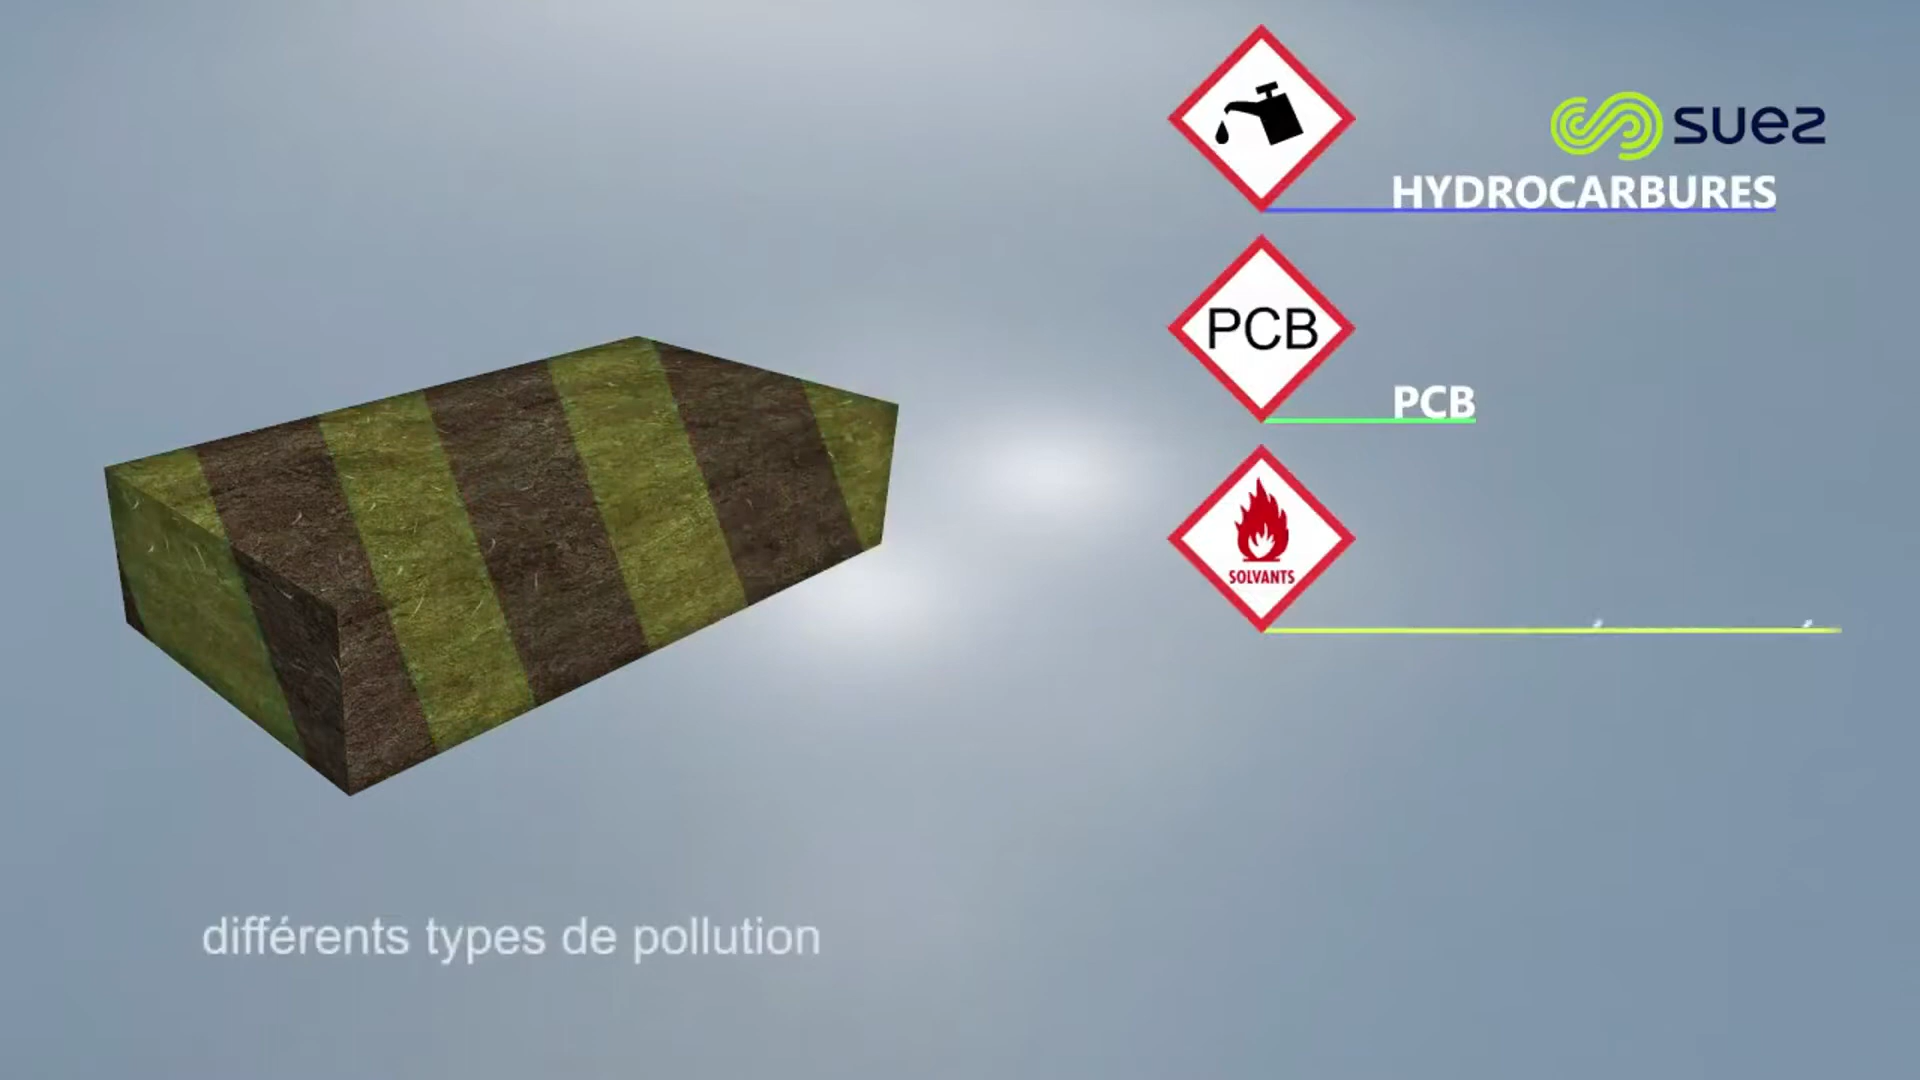 suez
HYDROCARBURES
PCB
PCB
SOLVANTS
différents types de pollution